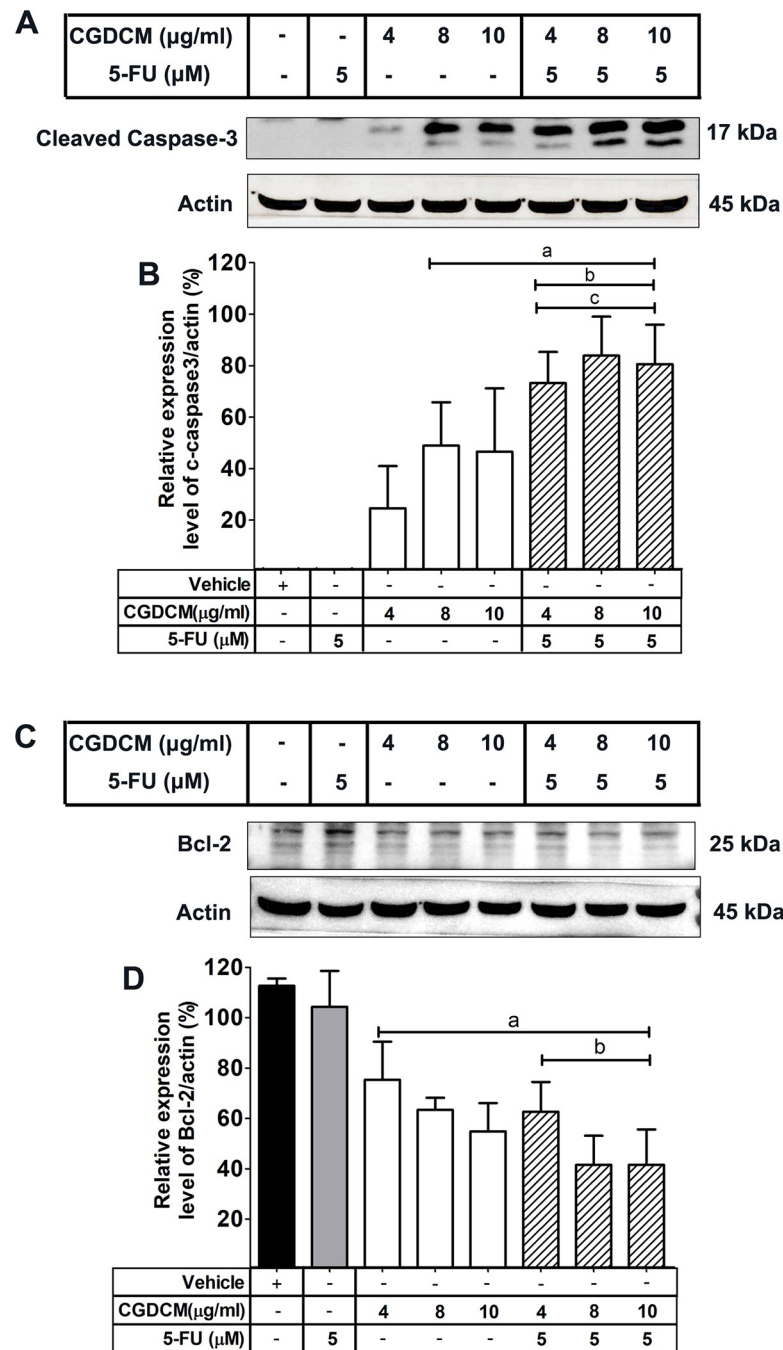 A
CGDCM (µg/ml) - - 4 8 10 4 8 10
5-FU (µM) - 5 - - - 5 5 5
Cleaved Caspase-3 17 kDa
Actin 45 kDa
B
Relative expression
level of c-caspase3/actin (%)
120
100
80
60
40
20
a
b
c
Vehicle + - - - - - - -
CGDCM(µg/ml) - - 4 8 10 4 8 10
5-FU (µM) - 5 - - - 5 5 5
C
CGDCM (µg/ml) - - 4 8 10 4 8 10
5-FU (µM) - 5 - - - 5 5 5
Bcl-2 25 kDa
Actin 45 kDa
D
Relative expression
level of Bcl-2/actin (%)
120
100
80
60
40
20
a
b
Vehicle + - - - - - - -
CGDCM(µg/ml) - - 4 8 10 4 8 10
5-FU (µM) - 5 - - - 5 5 5